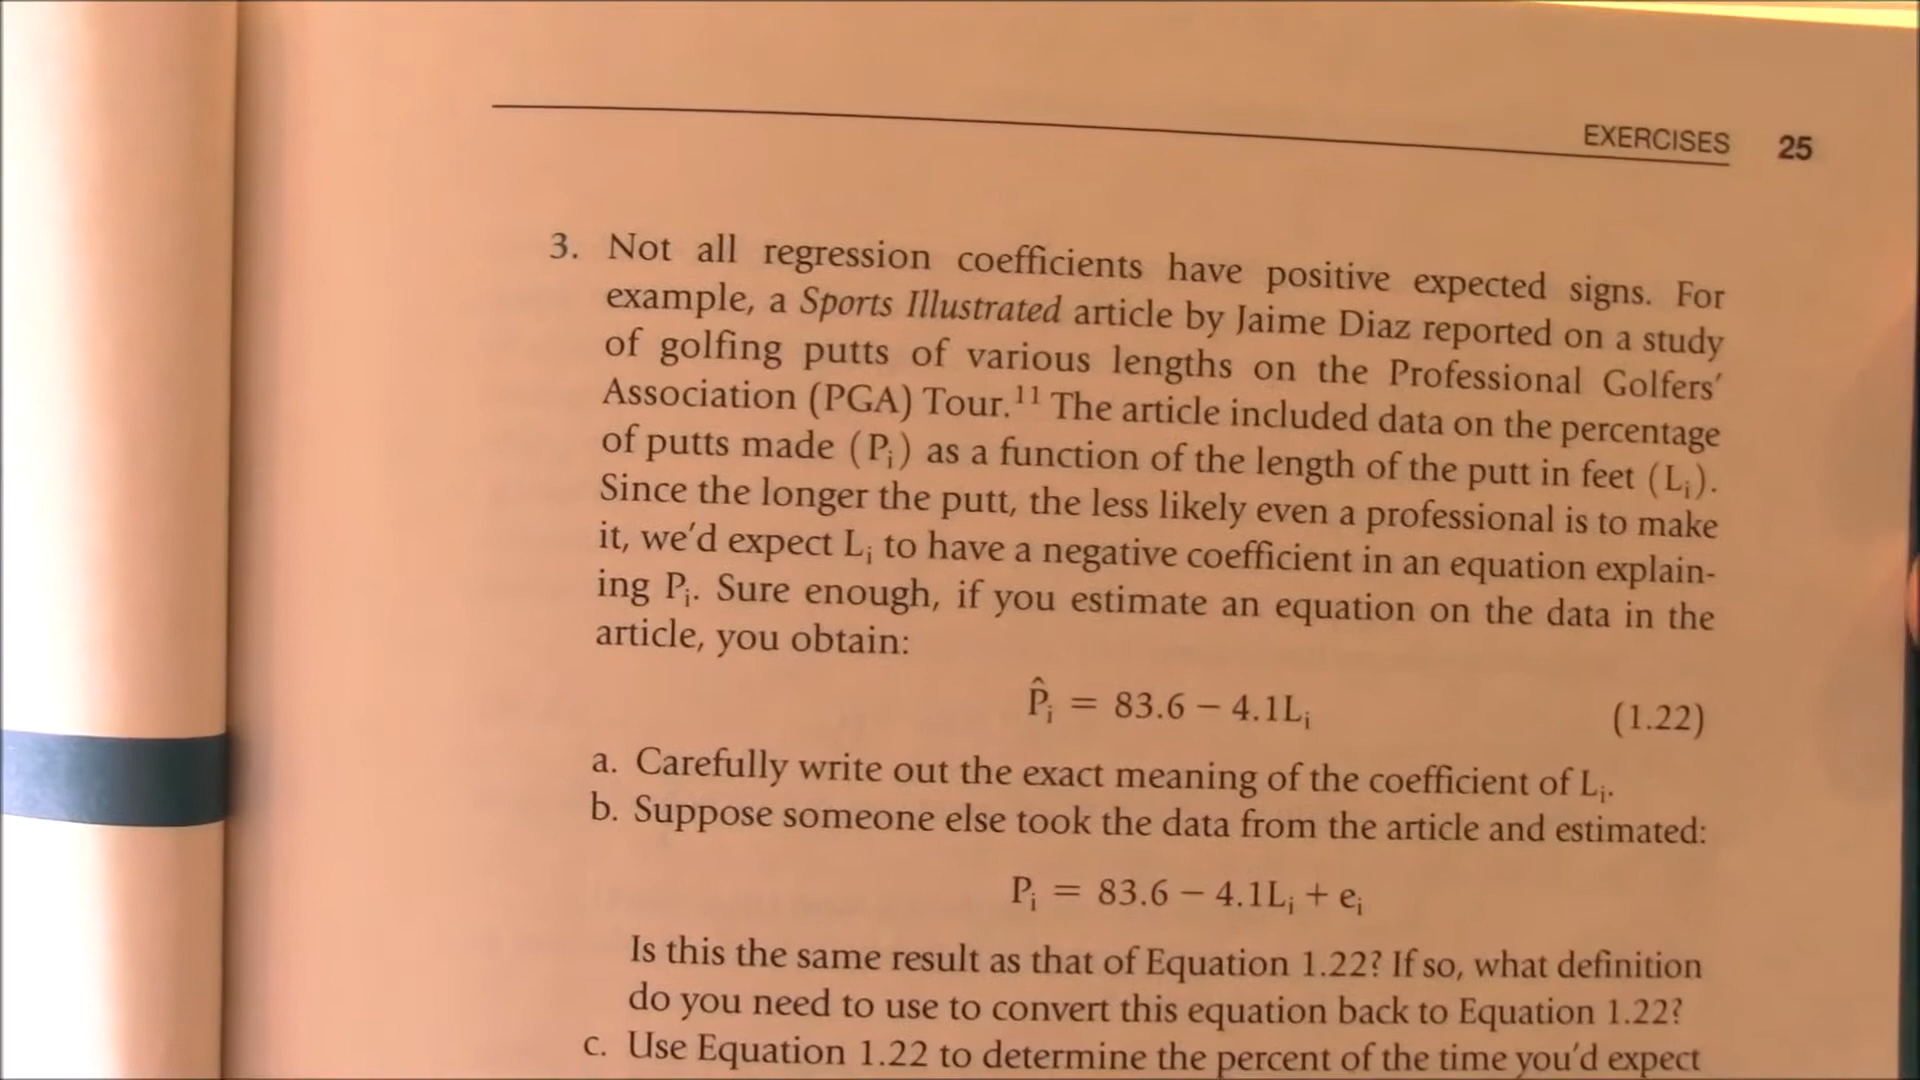 EXERCISES 25
3. Not all regression coefficients have positive expected signs. For
example, a Sports Illustrated article by Jaime Diaz reported on a study
of golfing putts of various lengths on the Professional Golfers'
Association (PGA) Tour.¹¹ The article included data on the percentage
of putts made (Pᵢ) as a function of the length of the putt in feet (Lᵢ).
Since the longer the putt, the less likely even a professional is to make
it, we'd expect Lᵢ to have a negative coefficient in an equation explain-
ing Pᵢ. Sure enough, if you estimate an equation on the data in the
article, you obtain:
P̂ᵢ = 83.6 − 4.1Lᵢ (1.22)
a. Carefully write out the exact meaning of the coefficient of Lᵢ.
b. Suppose someone else took the data from the article and estimated:
Pᵢ = 83.6 − 4.1Lᵢ + eᵢ
Is this the same result as that of Equation 1.22? If so, what definition
do you need to use to convert this equation back to Equation 1.22?
c. Use Equation 1.22 to determine the percent of the time you'd expect